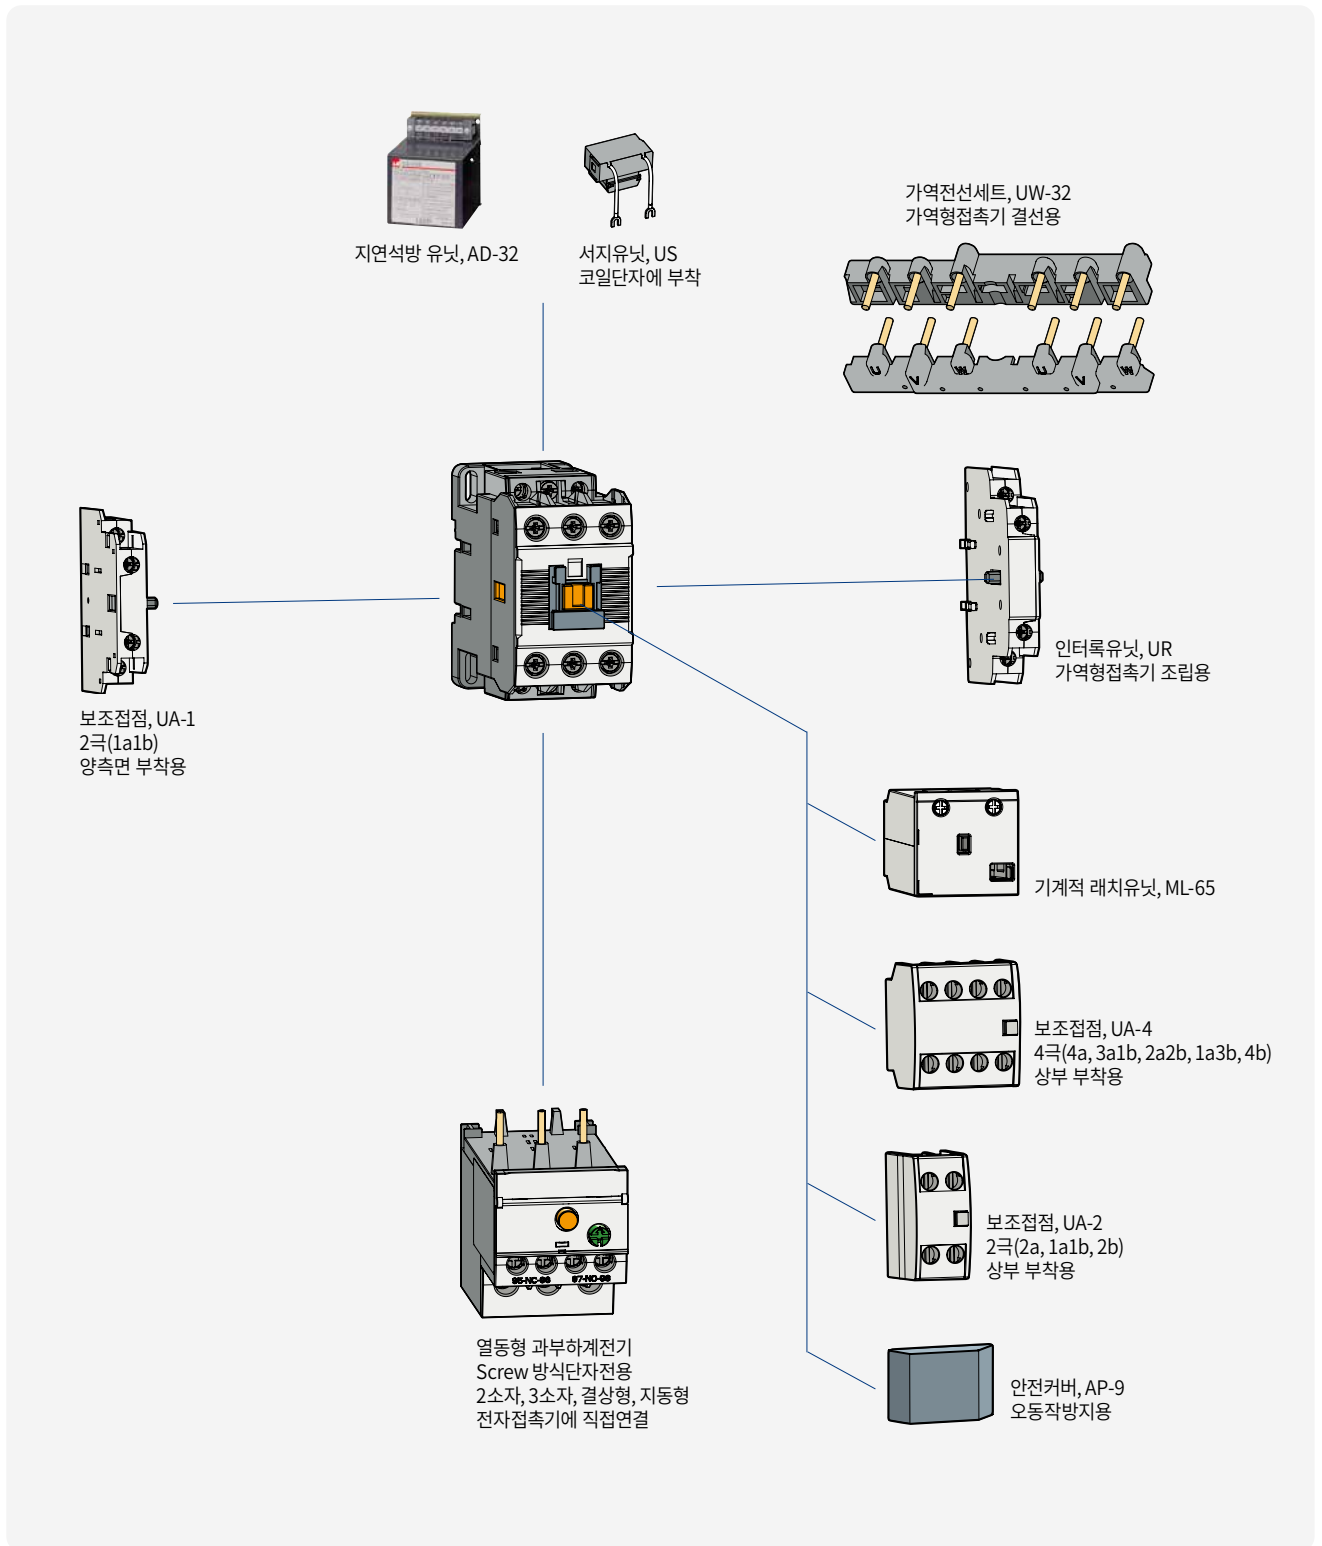 지연석방 유닛, AD-32
서지유닛, US
코일단자에 부착
가역전선세트, UW-32
가역형접촉기 결선용
U
V
W
U
V
W
인터록유닛, UR
가역형접촉기 조립용
보조접점, UA-1
2극(1a1b)
양측면 부착용
기계적 래치유닛, ML-65
보조접점, UA-4
4극(4a, 3a1b, 2a2b, 1a3b, 4b)
상부 부착용
보조접점, UA-2
2극(2a, 1a1b, 2b)
상부 부착용
95-NC-96 97-NO-98
열동형 과부하계전기
Screw 방식단자전용
2소자, 3소자, 결상형, 지동형
전자접촉기에 직접연결
안전커버, AP-9
오동작방지용